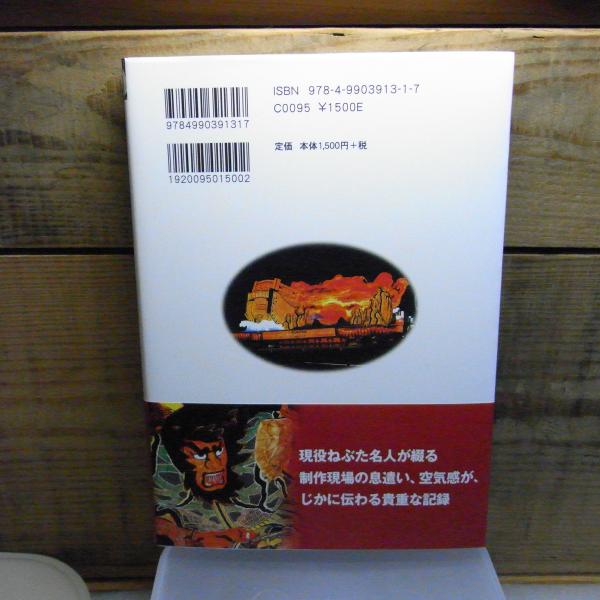 ISBN 978-4-9903913-1-7
C0095 ¥1500E
9784990391317
定価 本体1,500円+税
1920095015002
現役ねぶた名人が綴る
制作現場の息遣い、空気感が、
じかに伝わる貴重な記録